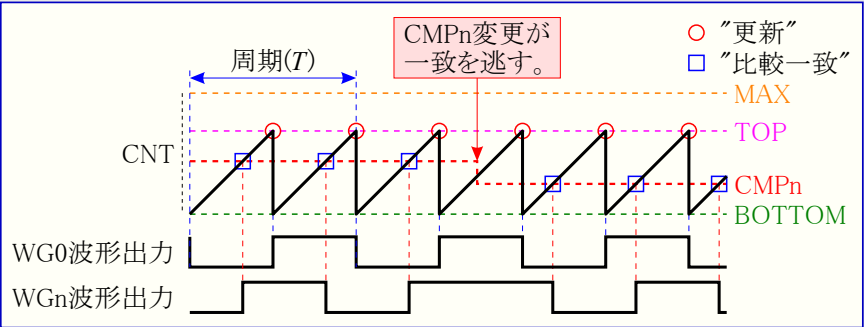 CMPn変更が
一致を逃す。
"更新"
"比較一致"
周期(T)
MAX
TOP
CNT
CMPn
BOTTOM
WG0波形出力
WGn波形出力